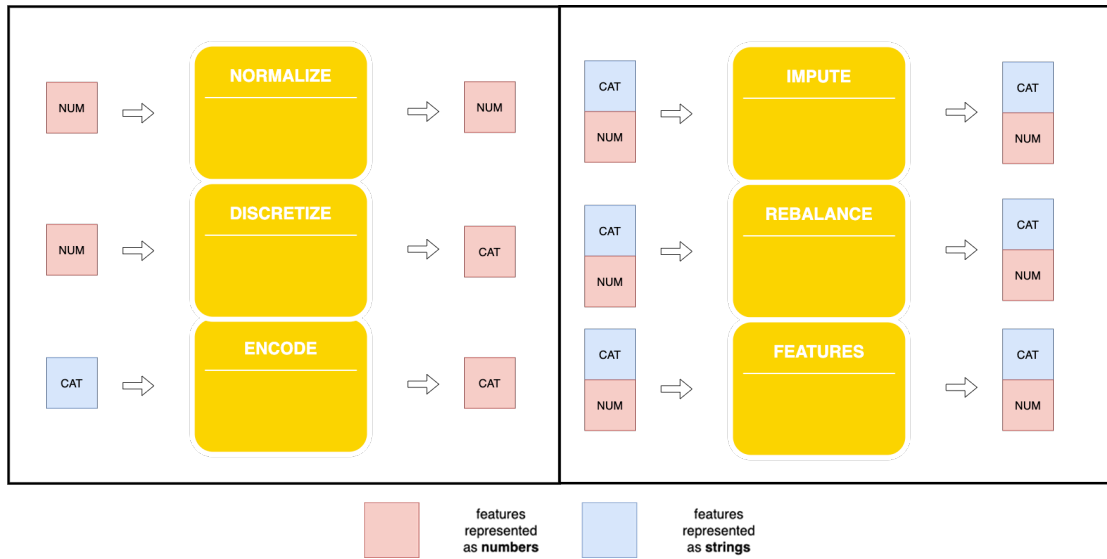 NORMALIZE
NUM
NUM
DISCRETIZE
NUM
CAT
ENCODE
CAT
CAT
IMPUTE
CAT
NUM
CAT
NUM
REBALANCE
CAT
NUM
CAT
NUM
FEATURES
CAT
NUM
CAT
NUM
features
represented
as numbers
features
represented
as strings